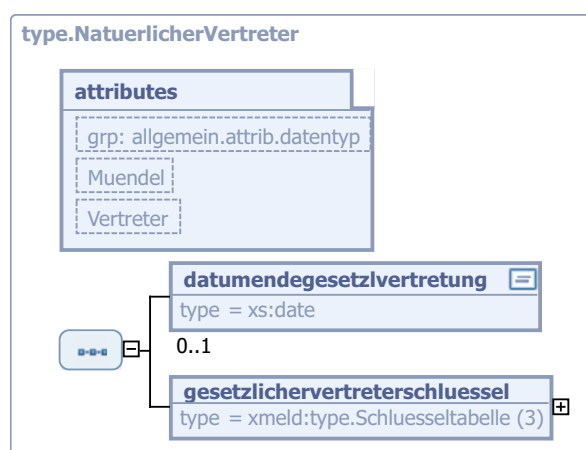 type.NatuerlicherVertreter
attributes
grp: allgemein.attrib.datentyp
Muendel
Vertreter
datumendegesetzlvertretung
type = xs:date
0..1
gesetzlichervertreterschluessel
type = xmeld:type.Schluesseltabelle (3)